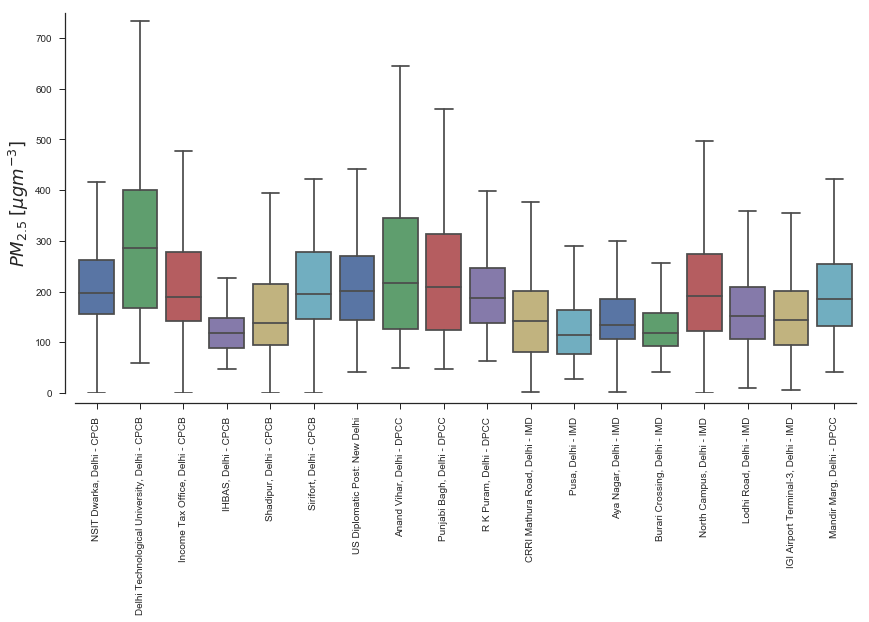 700
600
500
400
300
200
100
0
PM2.5 [μgm−3]
NSIT Dwarka, Delhi - CPCB
Delhi Technological University, Delhi - CPCB
Income Tax Office, Delhi - CPCB
IHBAS, Delhi - CPCB
Shadipur, Delhi - CPCB
Sirifort, Delhi - CPCB
US Diplomatic Post: New Delhi
Anand Vihar, Delhi - DPCC
Punjabi Bagh, Delhi - DPCC
R K Puram, Delhi - DPCC
CRRI Mathura Road, Delhi - IMD
Pusa, Delhi - IMD
Aya Nagar, Delhi - IMD
Burari Crossing, Delhi - IMD
North Campus, Delhi - IMD
Lodhi Road, Delhi - IMD
IGI Airport Terminal-3, Delhi - IMD
Mandir Marg, Delhi - DPCC